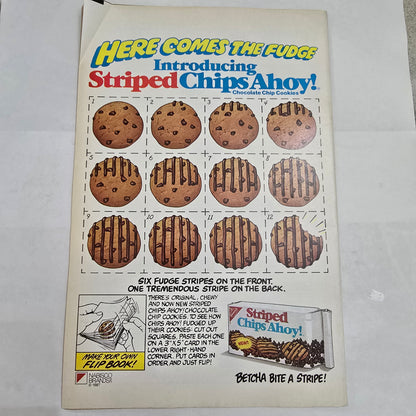 HERE COMES THE FUDGE
Introducing
Striped Chips Ahoy!
Chocolate Chip Cookies
1 2 3 4
5 6 7 8
9 10 11 12
SIX FUDGE STRIPES ON THE FRONT.
ONE TREMENDOUS STRIPE ON THE BACK.
THERE'S ORIGINAL, CHEWY
AND NOW NEW STRIPED
CHIPS AHOY! CHOCOLATE
CHIP COOKIES. TO SEE HOW
CHIPS AHOY! FUDGED UP
THEIR COOKIES: CUT OUT
SQUARES. PASTE EACH ONE
ON A 3"X5" CARD IN THE
LOWER RIGHT-HAND
CORNER. PUT CARDS IN
ORDER, AND JUST FLIP!
MAKE YOUR OWN
FLIP BOOK!
NABISCO
BRANDS
© 1987
Striped
Chips Ahoy!
BETCHA BITE A STRIPE!